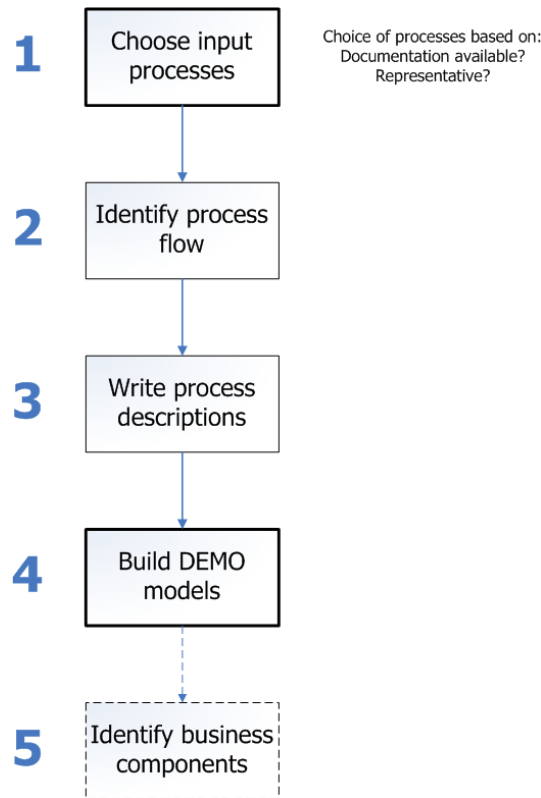 1
Choose input
processes
Choice of processes based on:
Documentation available?
Representative?
2
Identify process
flow
3
Write process
descriptions
4
Build DEMO
models
5
Identify business
components